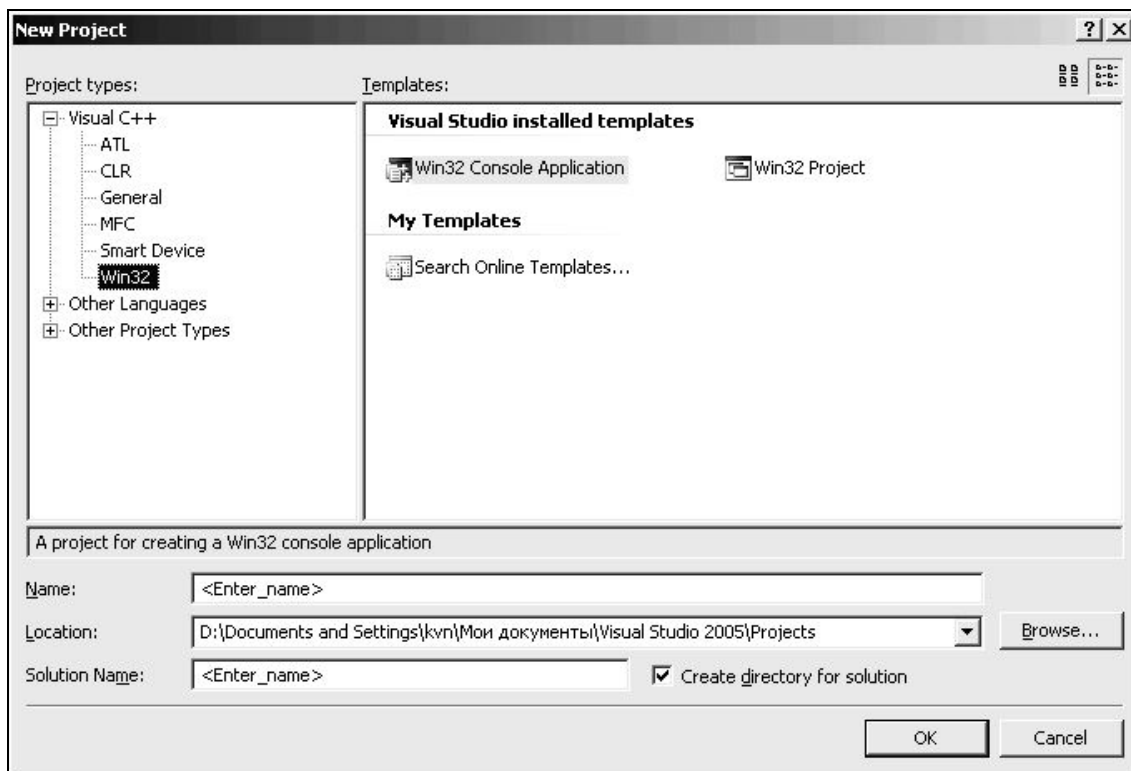 New Project
Project types:
Templates:
Visual C++
ATL
CLR
General
MFC
Smart Device
Win32
Other Languages
Other Project Types
Visual Studio installed templates
Win32 Console Application
Win32 Project
My Templates
Search Online Templates...
A project for creating a Win32 console application
Name:
<Enter_name>
Location:
D:\Documents and Settings\kvn\Мои документы\Visual Studio 2005\Projects
Browse...
Solution Name:
<Enter_name>
Create directory for solution
OK
Cancel